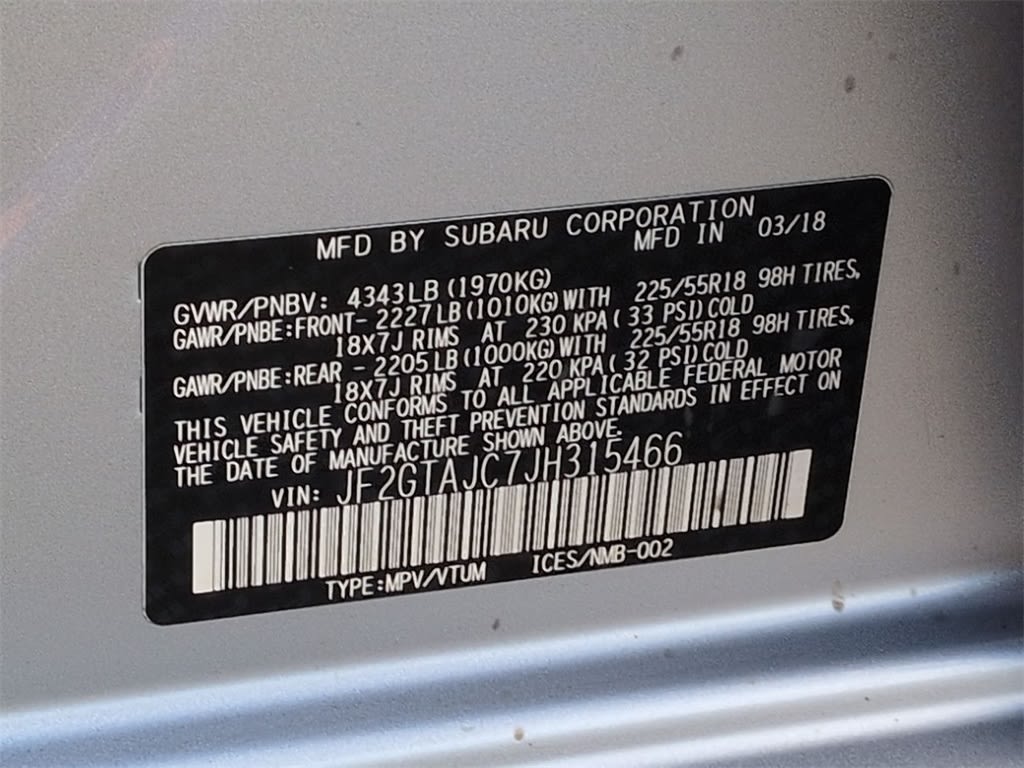 MFD BY SUBARU CORPORATION
MFD IN 03/18
GVWR/PNBV: 4343LB (1970KG)
GAWR/PNBE:FRONT- 2227LB (1010KG) WITH 225/55R18 98H TIRES,
18X7J RIMS AT 230 KPA ( 33 PSI) COLD
GAWR/PNBE:REAR - 2205LB (1000KG) WITH 225/55R18 98H TIRES,
18X7J RIMS AT 220 KPA ( 32 PSI) COLD
THIS VEHICLE CONFORMS TO ALL APPLICABLE FEDERAL MOTOR
VEHICLE SAFETY AND THEFT PREVENTION STANDARDS IN EFFECT ON
THE DATE OF MANUFACTURE SHOWN ABOVE.
VIN: JF2GTAJC7JH315466
TYPE:MPV/VTUM ICES/NMB-002